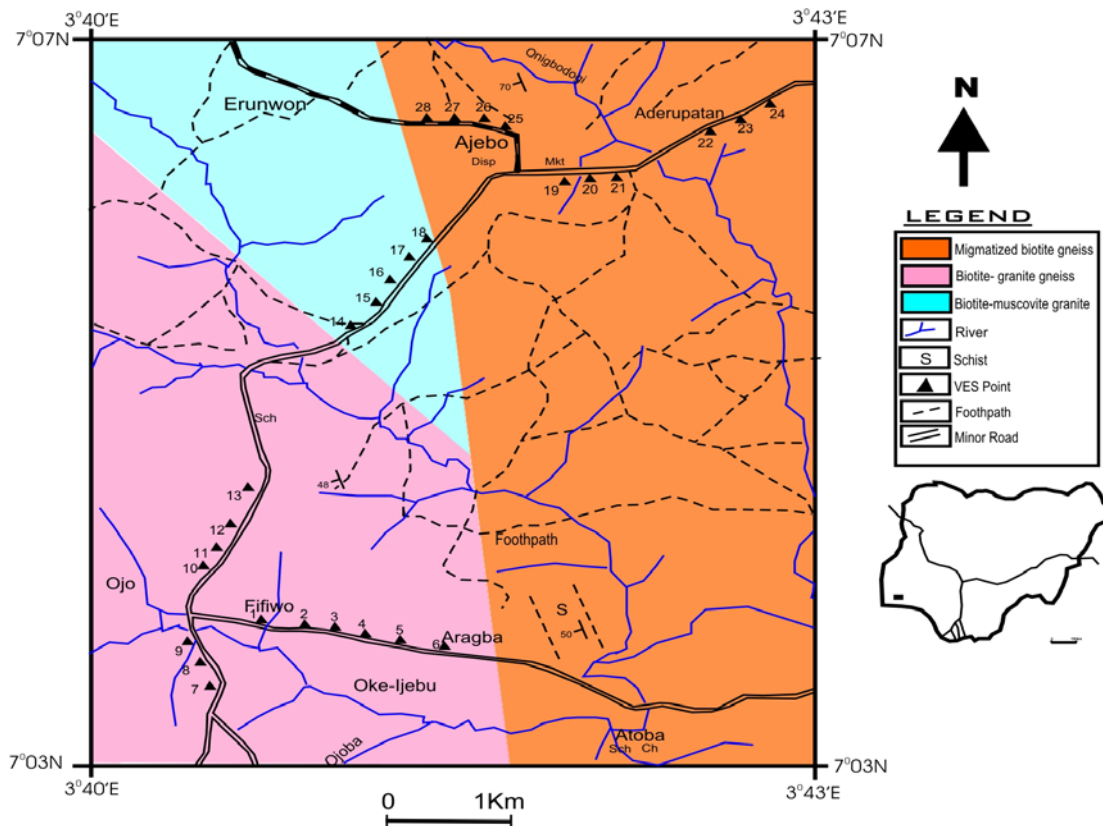 3°40'E
3°43'E
7°07N
7°07N
Onigbodogi
70
Erunwon
Aderupatan
24
23
22
28
27
26
25
Ajebo
Disp
Mkt
19
20
21
18
17
16
15
14
Sch
48
13
12
11
10
Foothpath
Ojo
Fifiwo
1
2
3
4
5
6
Aragba
S
50
9
8
7
Oke-Ijebu
Ojoba
Atoba
Sch Ch
7°03N
7°03N
3°40'E
3°43'E
0 1Km
N
LEGEND
Migmatized biotite gneiss
Biotite- granite gneiss
Biotite-muscovite granite
River
S
Schist
VES Point
Foothpath
Minor Road